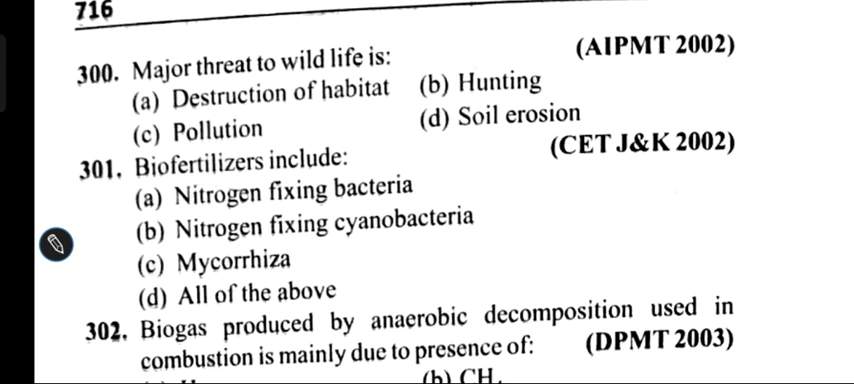 716
(AIPMT 2002)
300. Major threat to wild life is:
(a) Destruction of habitat (b) Hunting
(c) Pollution (d) Soil erosion
(CET J&K 2002)
301. Biofertilizers include:
(a) Nitrogen fixing bacteria
(b) Nitrogen fixing cyanobacteria
(c) Mycorrhiza
(d) All of the above
302. Biogas produced by anaerobic decomposition used in
combustion is mainly due to presence of: (DPMT 2003)
(b) CH